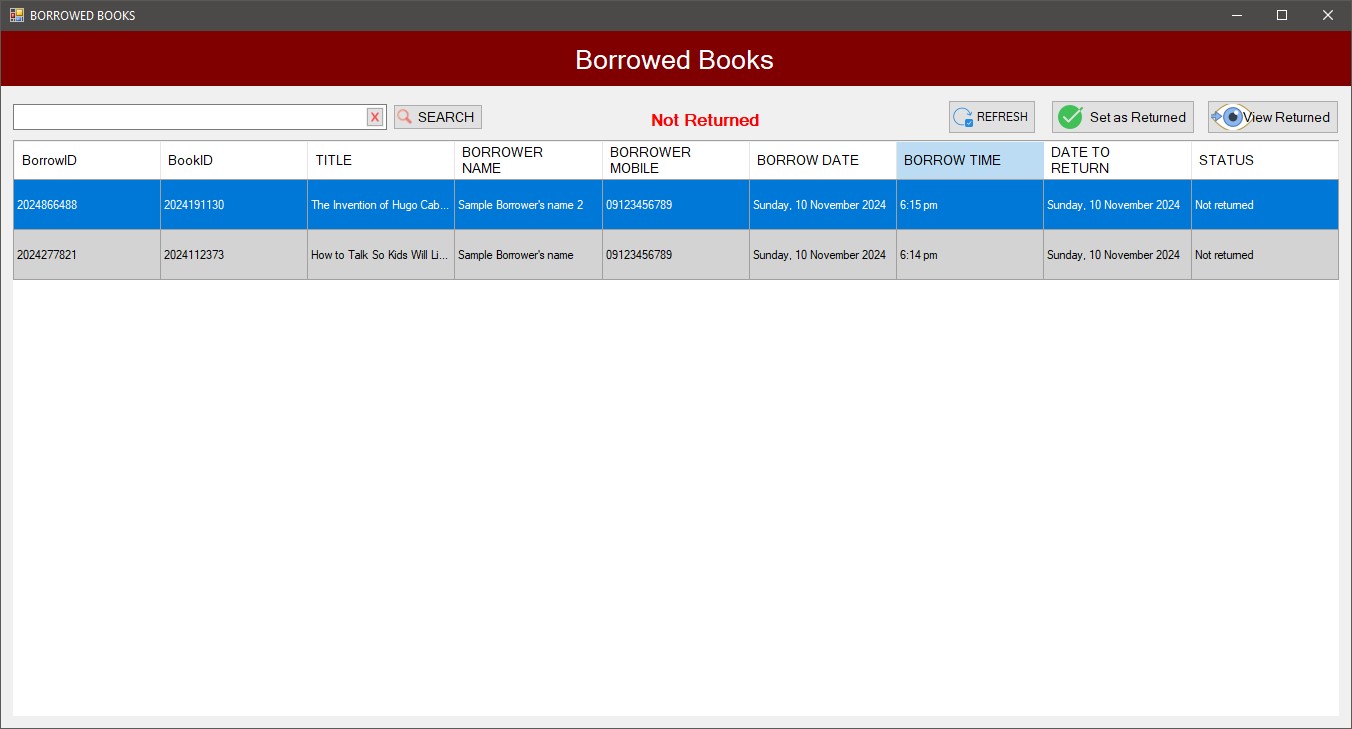 BORROWED BOOKS
Borrowed Books
X SEARCH Not Returned REFRESH Set as Returned View Returned
BorrowID BookID TITLE BORROWER NAME BORROWER MOBILE BORROW DATE BORROW TIME DATE TO RETURN STATUS
2024866488 2024191130 The Invention of Hugo Cab... Sample Borrower's name 2 09123456789 Sunday, 10 November 2024 6:15 pm Sunday, 10 November 2024 Not returned
2024277821 2024112373 How to Talk So Kids Will Li... Sample Borrower's name 09123456789 Sunday, 10 November 2024 6:14 pm Sunday, 10 November 2024 Not returned